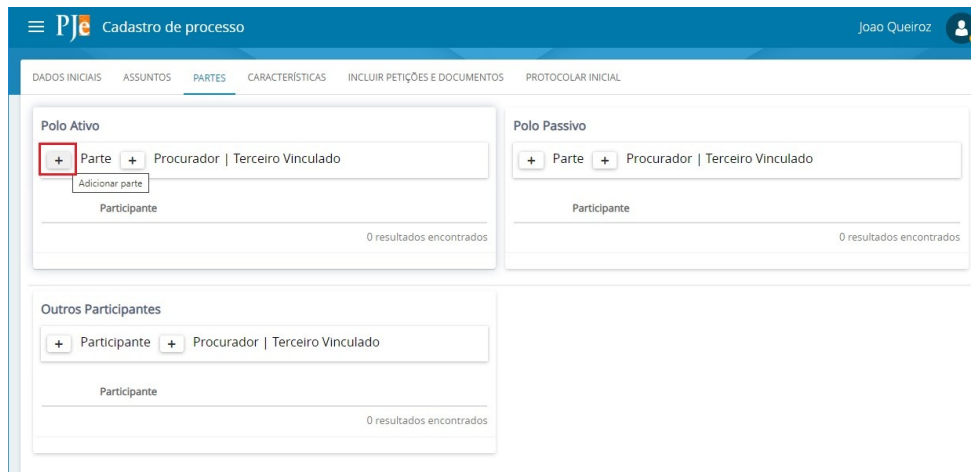 PJe Cadastro de processo Joao Queiroz
DADOS INICIAIS ASSUNTOS PARTES CARACTERÍSTICAS INCLUIR PETIÇÕES E DOCUMENTOS PROTOCOLAR INICIAL
Polo Ativo
+ Parte + Procurador | Terceiro Vinculado
Adicionar parte
Participante
0 resultados encontrados
Polo Passivo
+ Parte + Procurador | Terceiro Vinculado
Participante
0 resultados encontrados
Outros Participantes
+ Participante + Procurador | Terceiro Vinculado
Participante
0 resultados encontrados